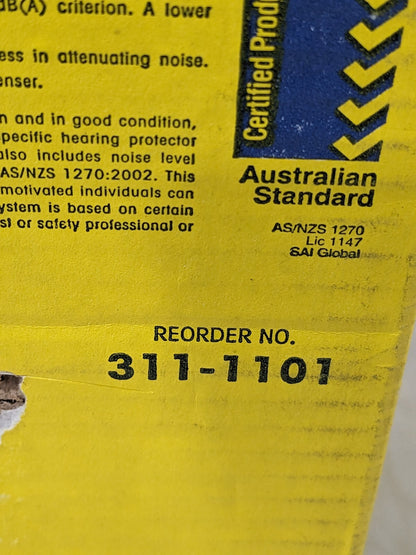 dB(A) criterion. A lower
ess in attenuating noise.
enser.
n and in good condition,
specific hearing protector
also includes noise level
AS/NZS 1270:2002. This
motivated individuals can
ystem is based on certain
st or safety professional or
Certified Produ
Australian
Standard
AS/NZS 1270
Lic 1147
SAI Global
REORDER NO.
311-1101